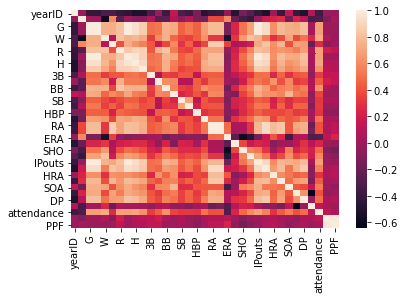 yearID
G
W
R
H
3B
BB
SB
HBP
RA
ERA
SHO
IPouts
HRA
SOA
DP
attendance
PPF
1.0
0.8
0.6
0.4
0.2
0.0
−0.2
−0.4
−0.6
yearID
G
W
R
H
3B
BB
SB
HBP
RA
ERA
SHO
IPouts
HRA
SOA
DP
attendance
PPF